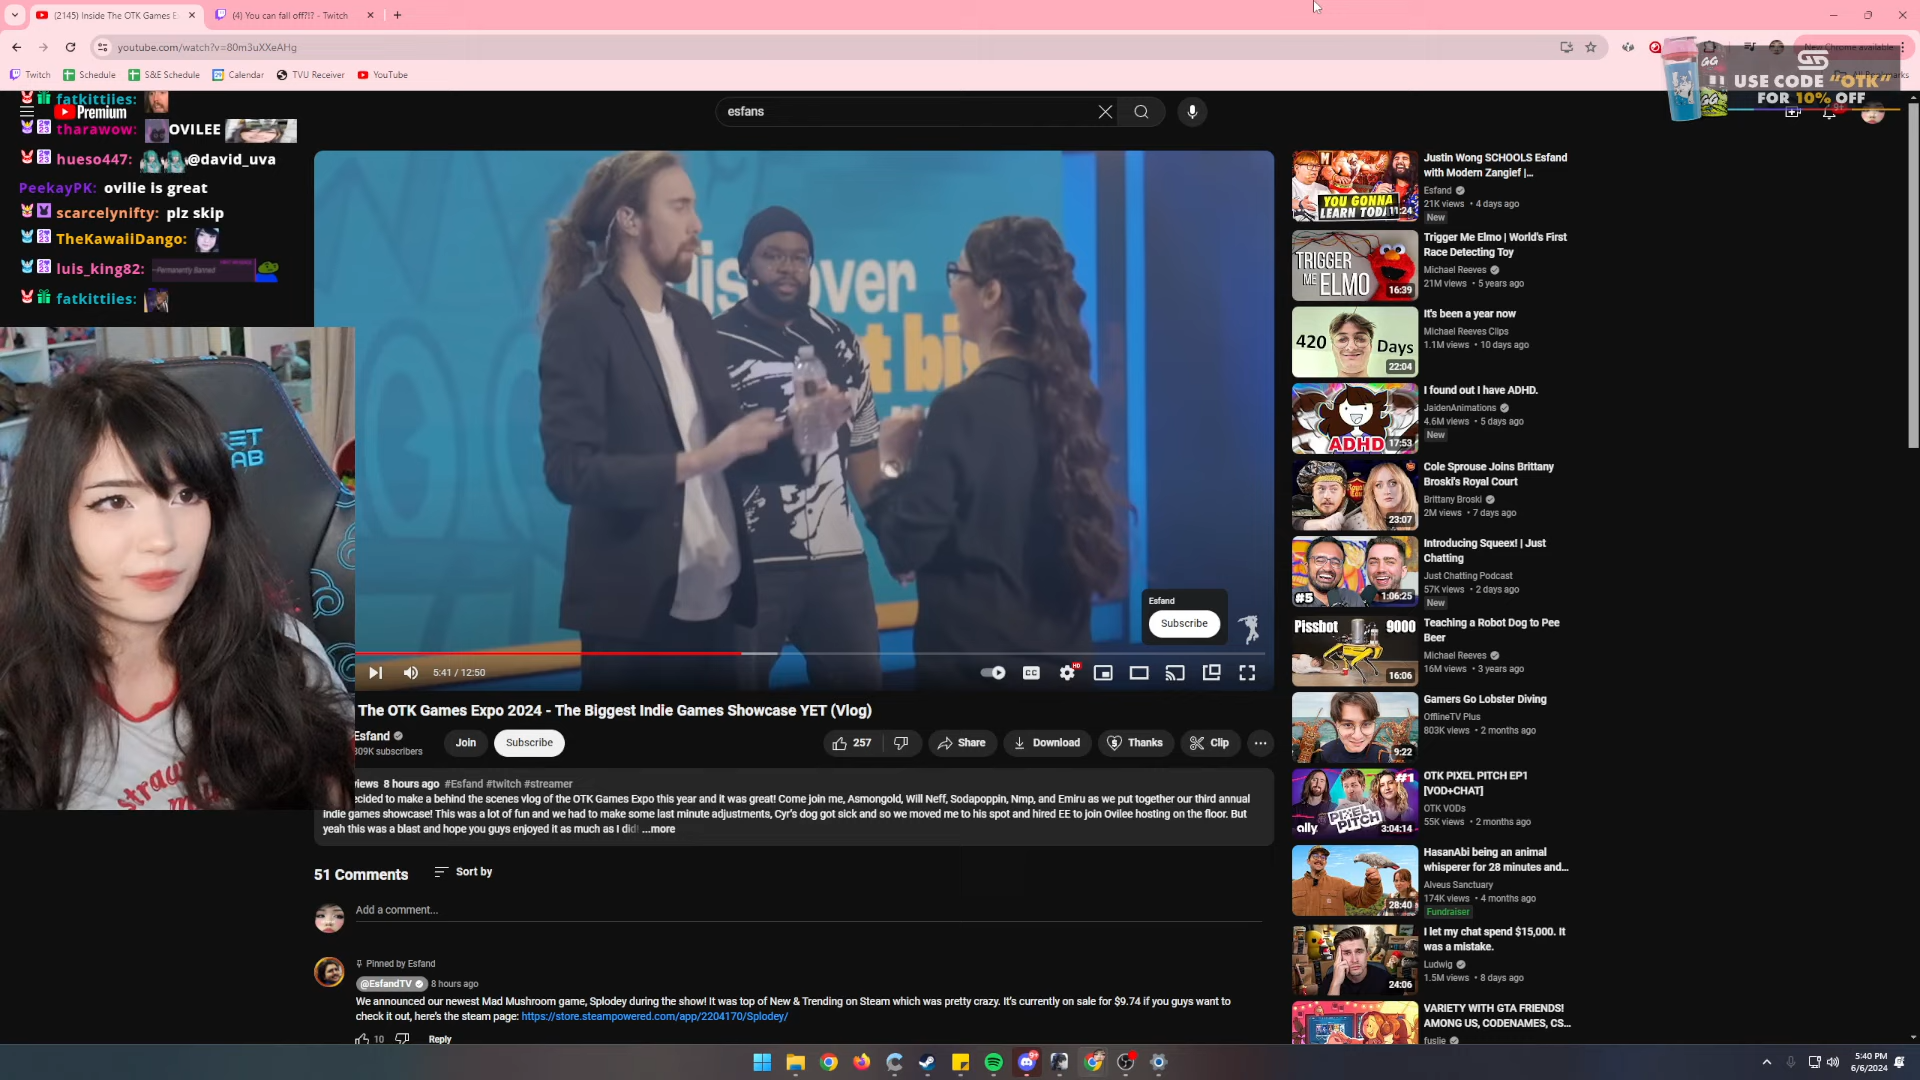 (2145) Inside The OTK Games E
(4) You can fall off?!? - Twitch
youtube.com/watch?v=80m3uXXeAHg
New Chrome available
Twitch
Schedule
S&E Schedule
Calendar
TVU Receiver
YouTube
USE CODE "OTK"
FOR 10% OFF
Premium
esfans
fatkittiies:
tharawow: OVILEE
hueso447: @david_uva
PeekayPK: ovilie is great
scarcelynifty: plz skip
TheKawaiiDango:
luis_king82: Permanently Banned
fatkittiies:
Esfand
Subscribe
5:41 / 12:50
CC
HD
The OTK Games Expo 2024 - The Biggest Indie Games Showcase YET (Vlog)
Esfand
309K subscribers
Join
Subscribe
257
Share
Download
Thanks
Clip
views 8 hours ago #Esfand #twitch #streamer
ecided to make a behind the scenes vlog of the OTK Games Expo this year and it was great! Come join me, Asmongold, Will Neff, Sodapoppin, Nmp, and Emiru as we put together our third annual
indie games showcase! This was a lot of fun and we had to make some last minute adjustments, Cyr's dog got sick and so we moved me to his spot and hired EE to join Ovilee hosting on the floor. But
yeah this was a blast and hope you guys enjoyed it as much as I did! ...more
51 Comments
Sort by
Add a comment...
Pinned by Esfand
@EsfandTV 8 hours ago
We announced our newest Mad Mushroom game, Splodey during the show! It was top of New & Trending on Steam which was pretty crazy. It's currently on sale for $9.74 if you guys want to
check it out, here's the steam page: https://store.steampowered.com/app/2204170/Splodey/
10
Reply
YOU GONNA
LEARN TODAY
11:24
Justin Wong SCHOOLS Esfand
with Modern Zangief |...
Esfand
21K views • 4 days ago
New
TRIGGER
ME ELMO
16:39
Trigger Me Elmo | World's First
Race Detecting Toy
Michael Reeves
21M views • 5 years ago
420 Days
22:04
It's been a year now
Michael Reeves Clips
1.1M views • 10 days ago
ADHD
17:53
I found out I have ADHD.
JaidenAnimations
4.6M views • 5 days ago
New
23:07
Cole Sprouse Joins Brittany
Broski's Royal Court
Brittany Broski
2M views • 7 days ago
#5
1:06:25
Introducing Squeex! | Just
Chatting
Just Chatting Podcast
57K views • 2 days ago
New
Pissbot 9000
16:06
Teaching a Robot Dog to Pee
Beer
Michael Reeves
16M views • 3 years ago
9:22
Gamers Go Lobster Diving
OfflineTV Plus
803K views • 2 months ago
#1
ally
PIXEL
PITCH
3:04:14
OTK PIXEL PITCH EP1
[VOD+CHAT]
OTK VODs
55K views • 2 months ago
28:40
HasanAbi being an animal
whisperer for 28 minutes and...
Alveus Sanctuary
174K views • 4 months ago
Fundraiser
24:06
I let my chat spend $15,000. It
was a mistake.
Ludwig
1.5M views • 8 days ago
VARIETY WITH GTA FRIENDS!
AMONG US, CODENAMES, CS...
fuslie
5:40 PM
6/6/2024